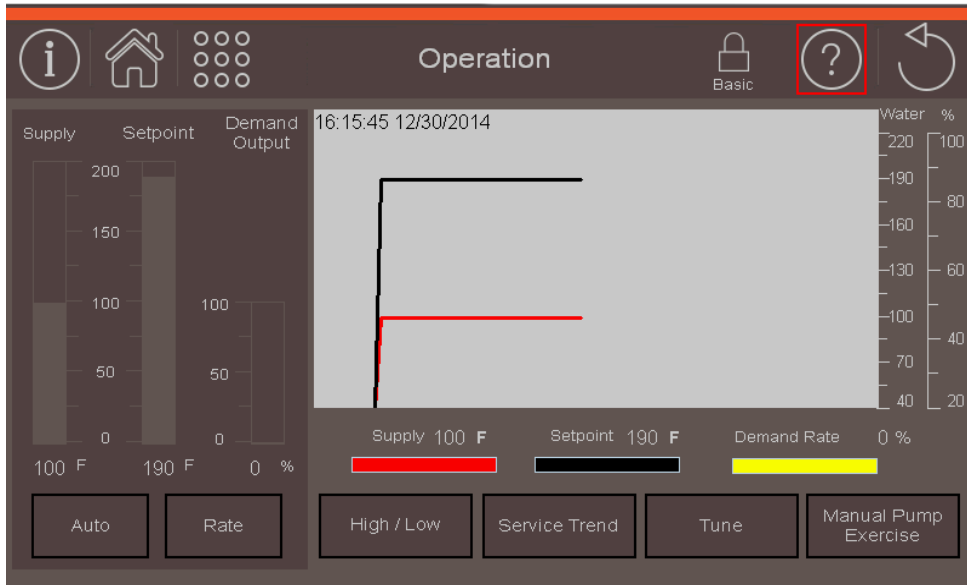 i
Operation
Basic
?
Supply
Setpoint
Demand
Output
200
150
100
50
0
100
50
0
100 F
190 F
0 %
16:15:45 12/30/2014
Water %
220
190
160
130
100
70
40
100
80
60
40
20
Supply 100 F
Setpoint 190 F
Demand Rate 0 %
Auto
Rate
High / Low
Service Trend
Tune
Manual Pump
Exercise